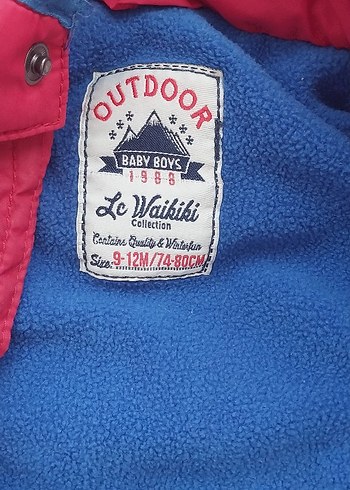 OUTDOOR
BABY BOYS
1988
Lc Waikiki
Collection
Contains Quality & Winterfun
Size: 9-12M/74-80CM